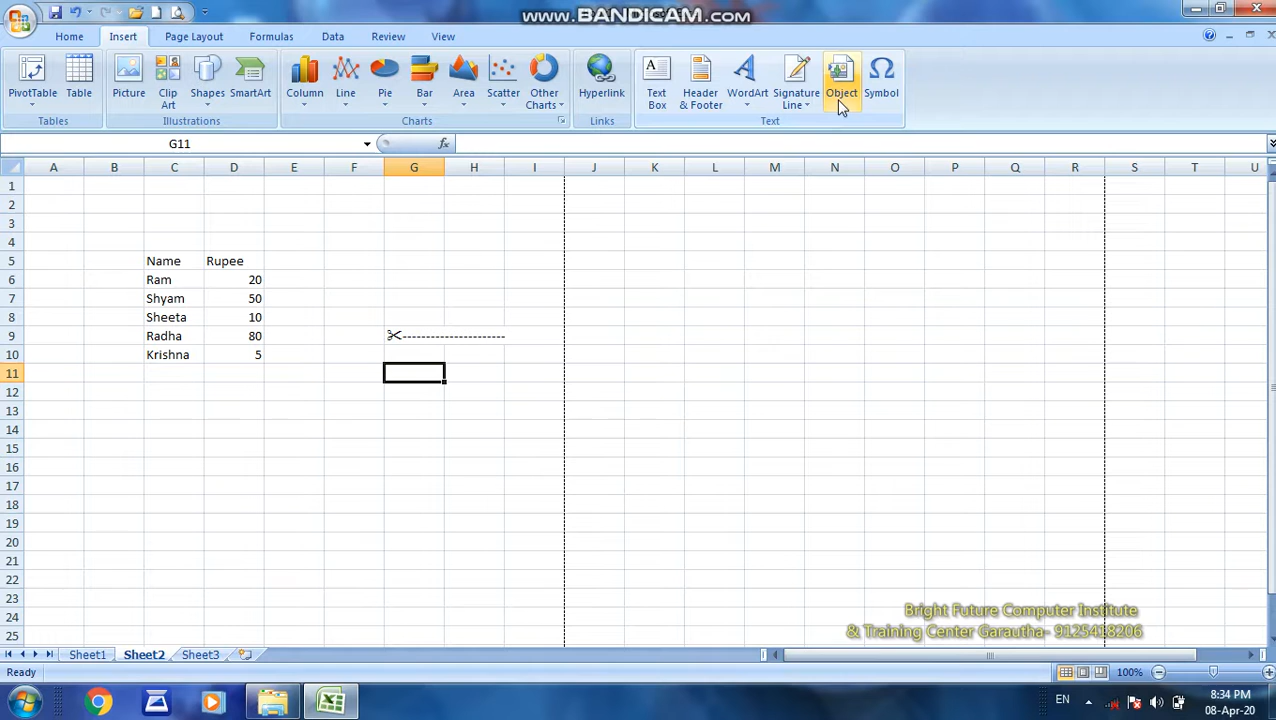 www.BANDICAM.com
Home Insert Page Layout Formulas Data Review View
PivotTable Table Picture Clip Art Shapes SmartArt Column Line Pie Bar Area Scatter Other Charts Hyperlink Text Box Header & Footer WordArt Signature Line Object Symbol
Tables Illustrations Charts Links Text
G11 fx
A B C D E F G H I J K L M N O P Q R S T U
1
2
3
4
5 Name Rupee
6 Ram 20
7 Shyam 50
8 Sheeta 10
9 Radha 80 ✂-----------------------
10 Krishna 5
11
12
13
14
15
16
17
18
19
20
21
22
23
24
25
Bright Future Computer Institute
& Training Center Garautha- 9125418206
Sheet1 Sheet2 Sheet3
Ready 100%
EN 8:34 PM
08-Apr-20